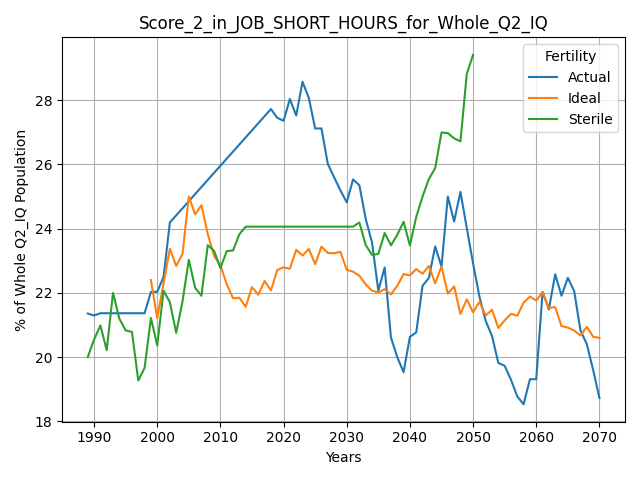 Score_2_in_JOB_SHORT_HOURS_for_Whole_Q2_IQ
Fertility
Actual
Ideal
Sterile
% of Whole Q2_IQ Population
28
26
24
22
20
18
1990 2000 2010 2020 2030 2040 2050 2060 2070
Years